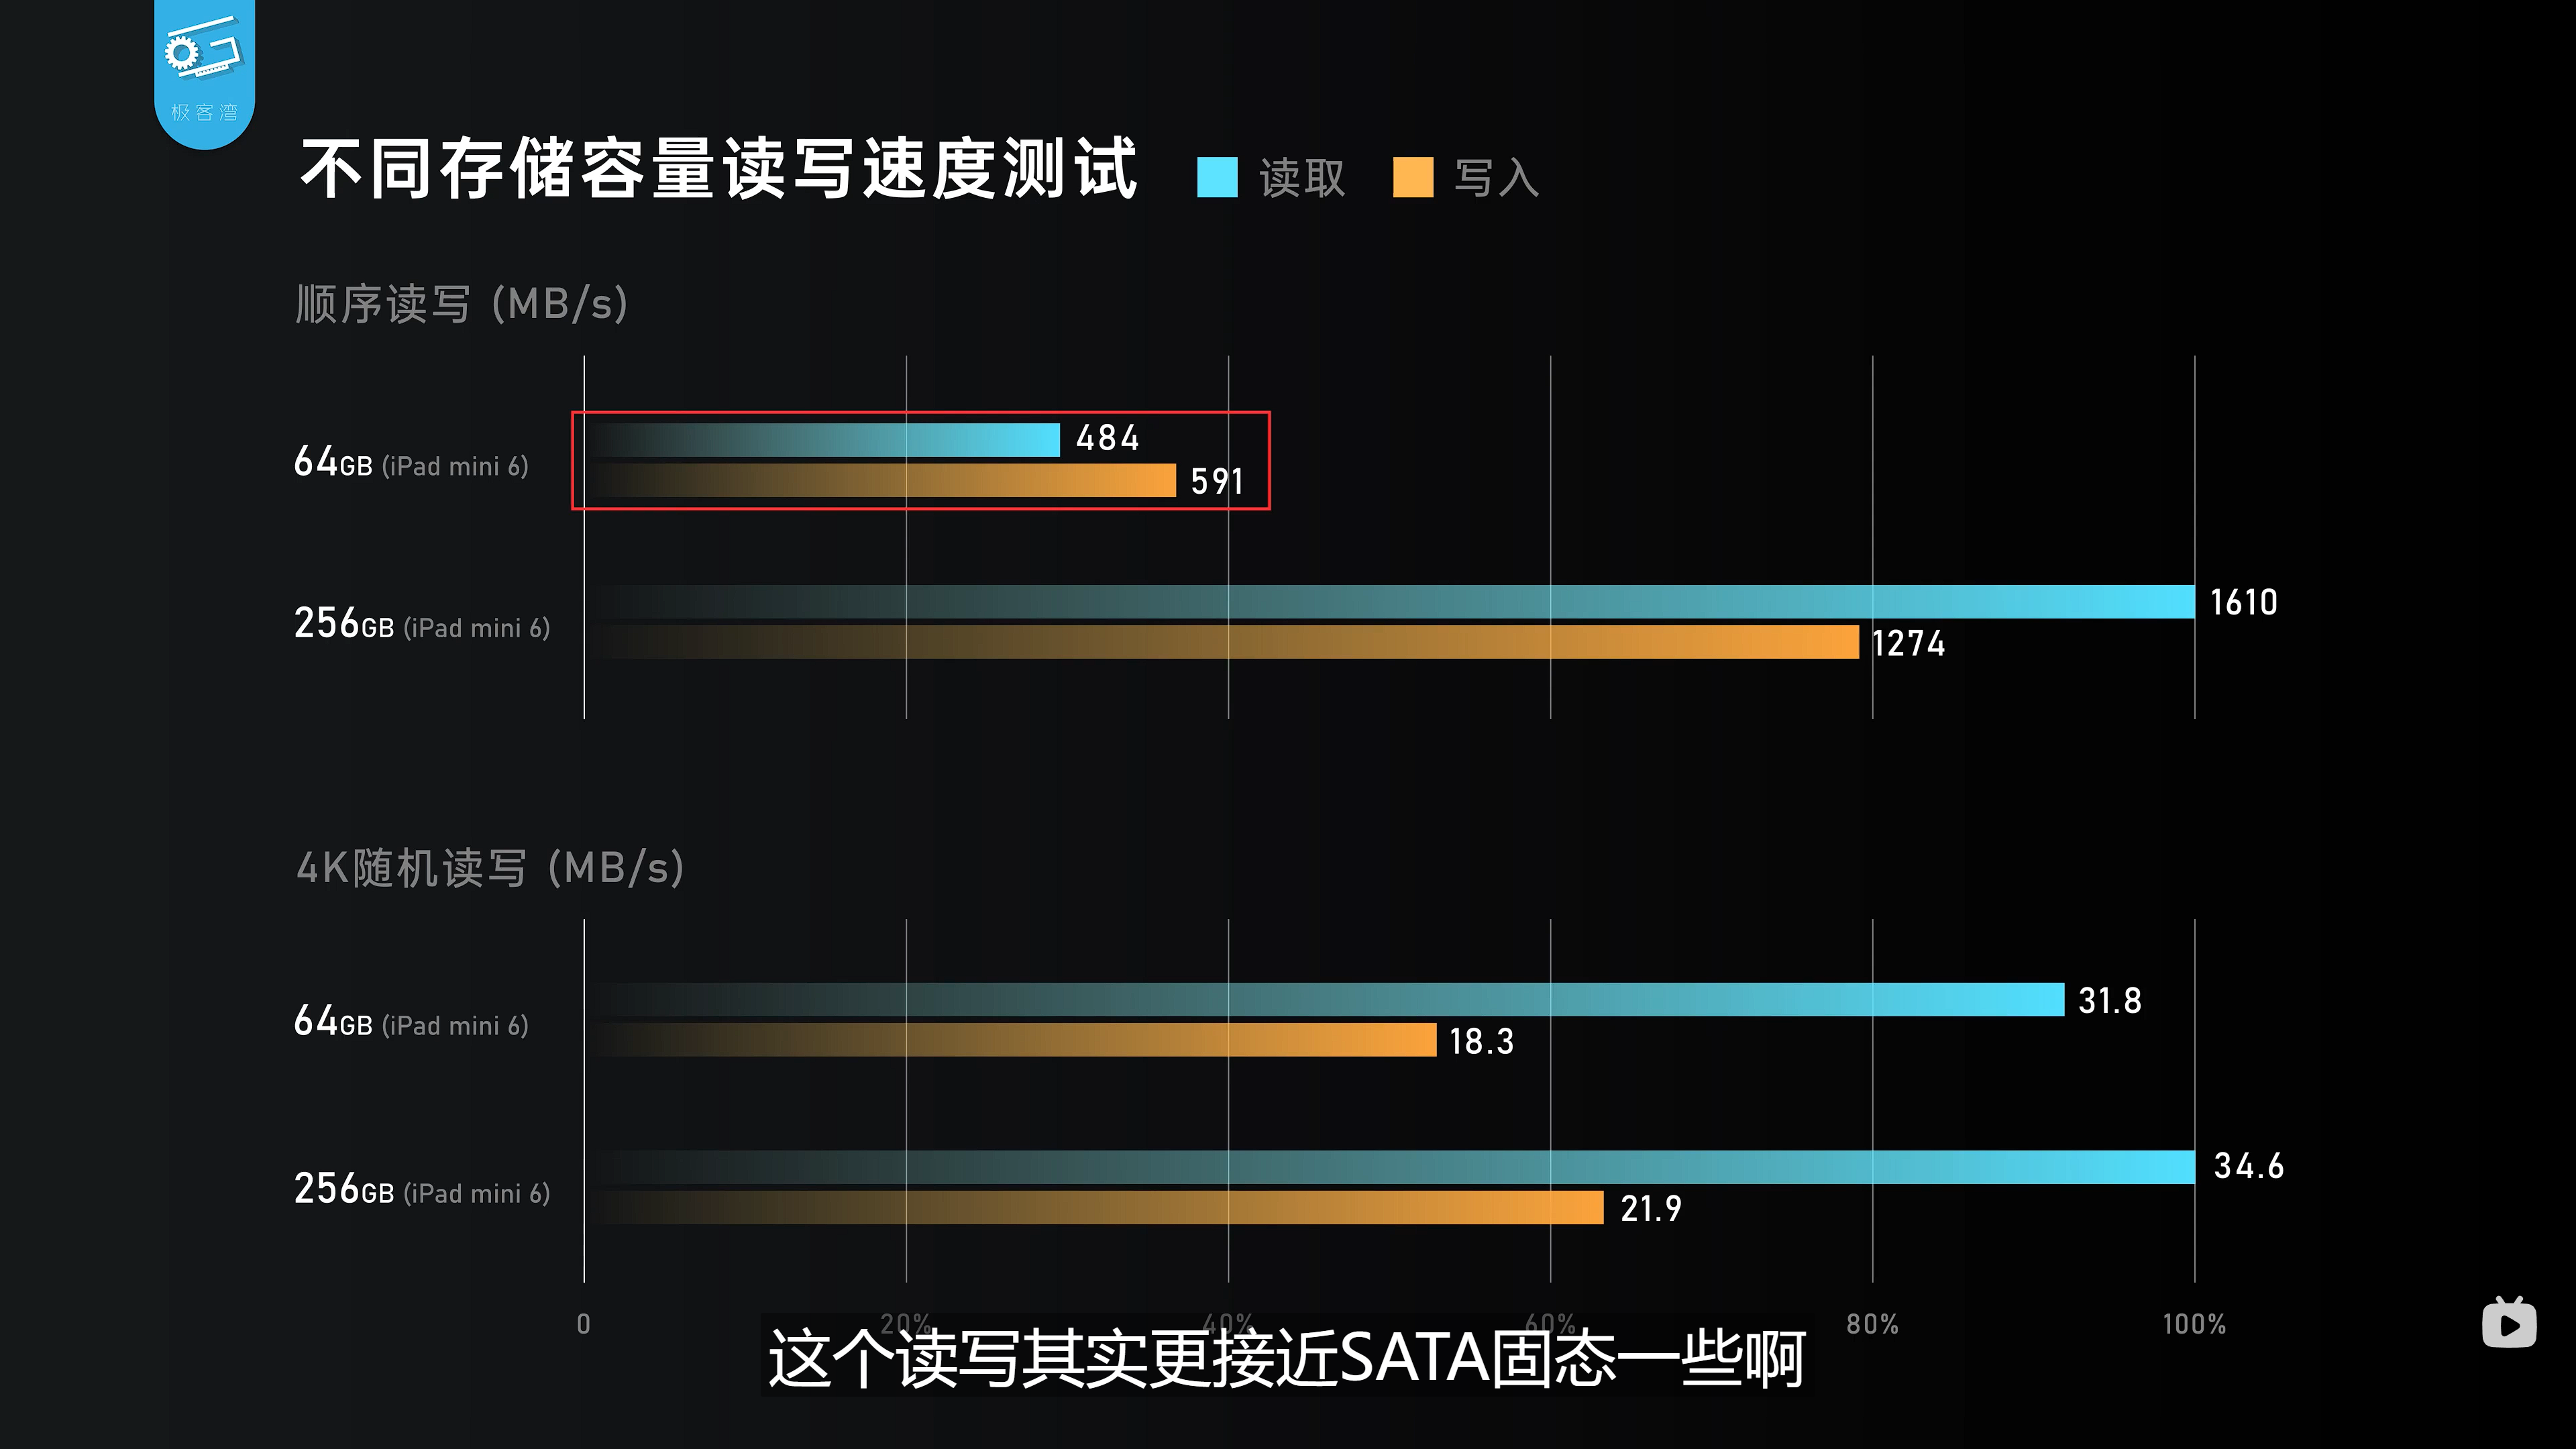 极客湾
不同存储容量读写速度测试 读取 写入
顺序读写 (MB/s)
484
64GB (iPad mini 6)
591
1610
256GB (iPad mini 6)
1274
4K随机读写 (MB/s)
31.8
64GB (iPad mini 6)
18.3
34.6
256GB (iPad mini 6)
21.9
0 20% 40% 60% 80% 100%
这个读写其实更接近SATA固态一些啊